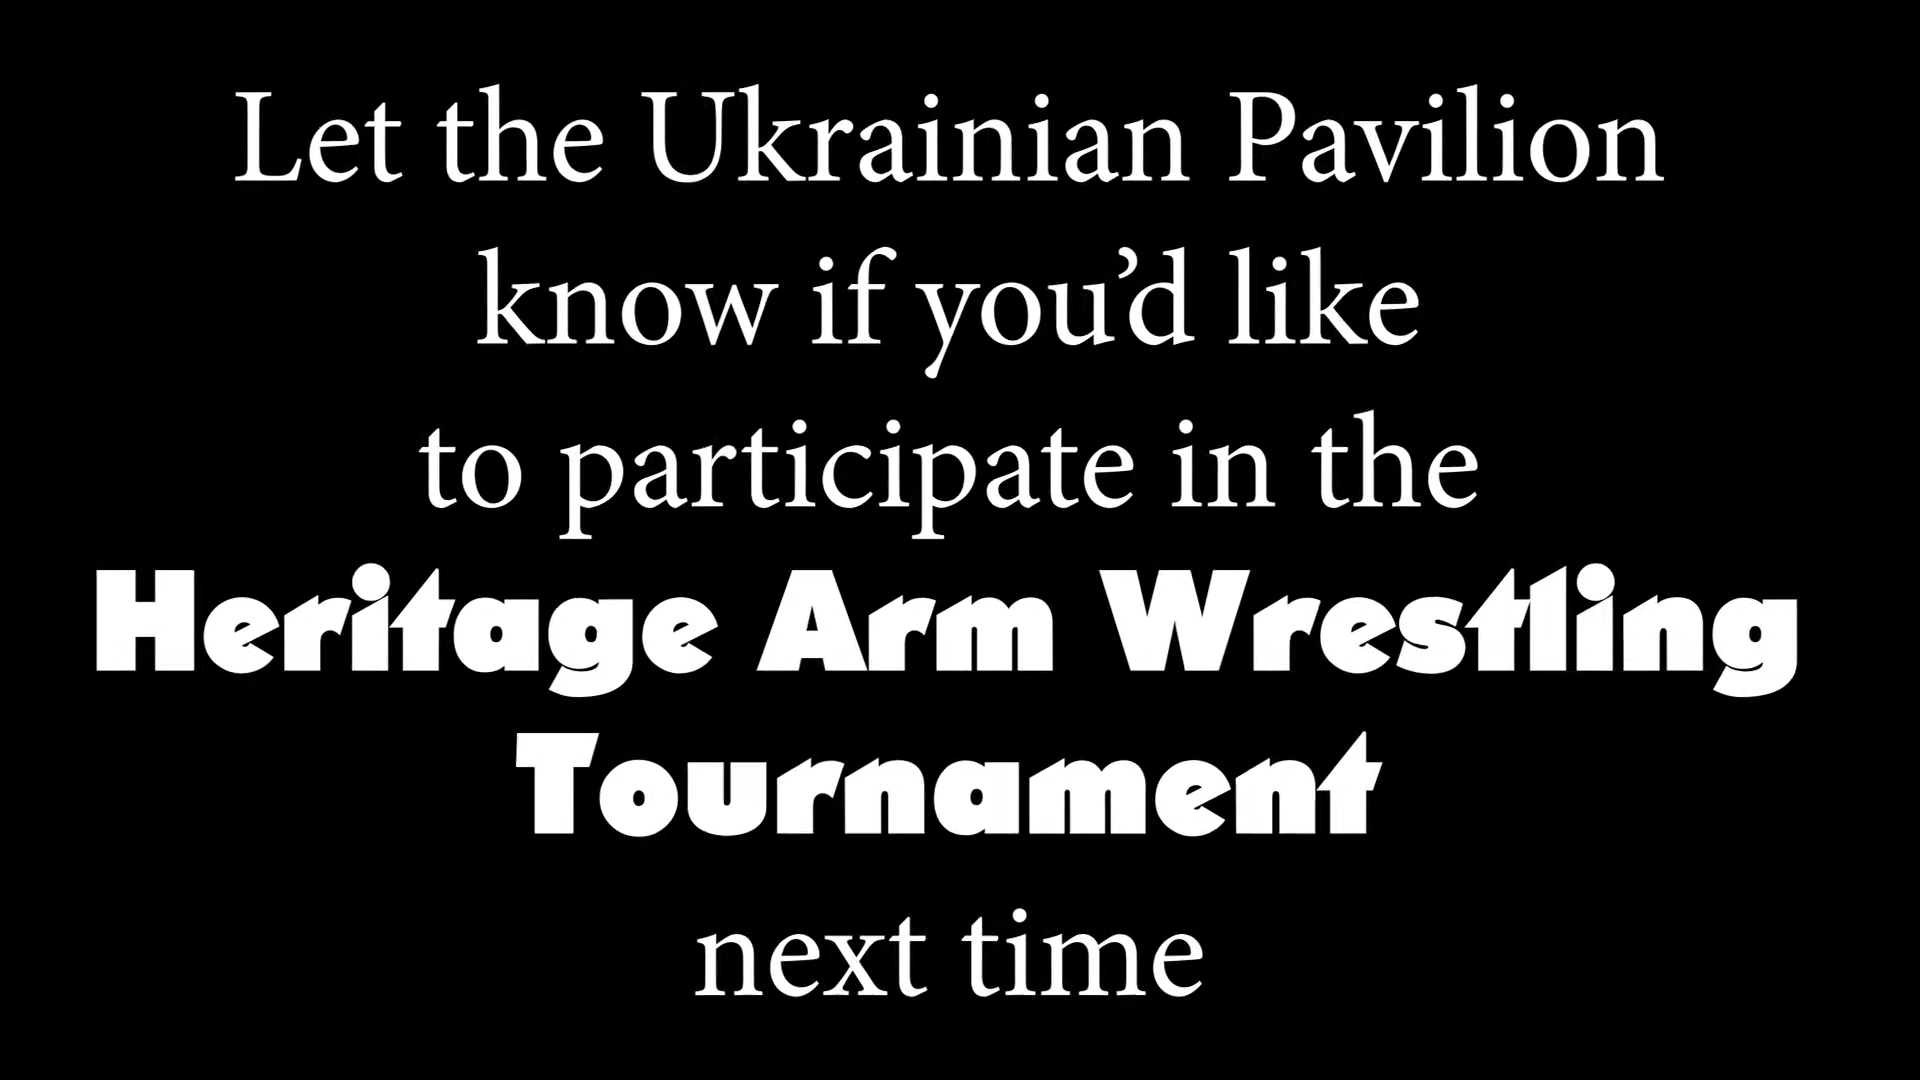 Let the Ukrainian Pavilion
know if you’d like
to participate in the
Heritage Arm Wrestling
Tournament
next time